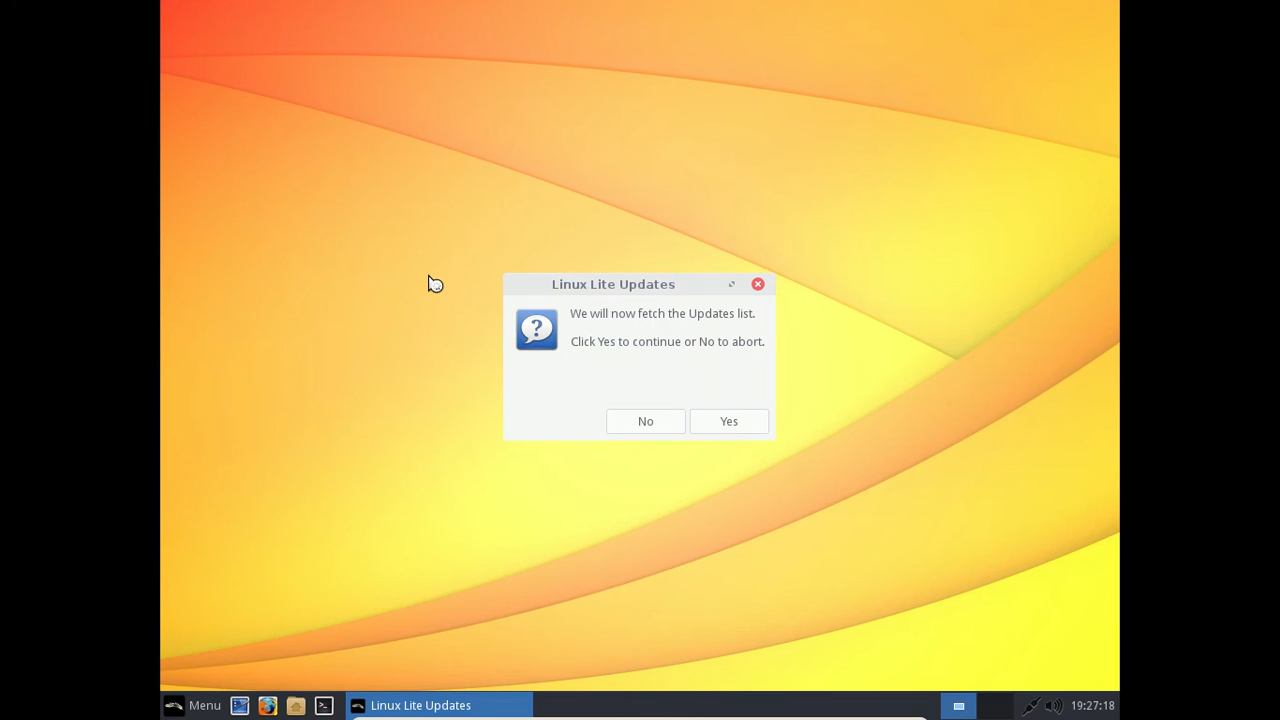 Linux Lite Updates
We will now fetch the Updates list.
Click Yes to continue or No to abort.
No
Yes
Menu
Linux Lite Updates
19:27:18